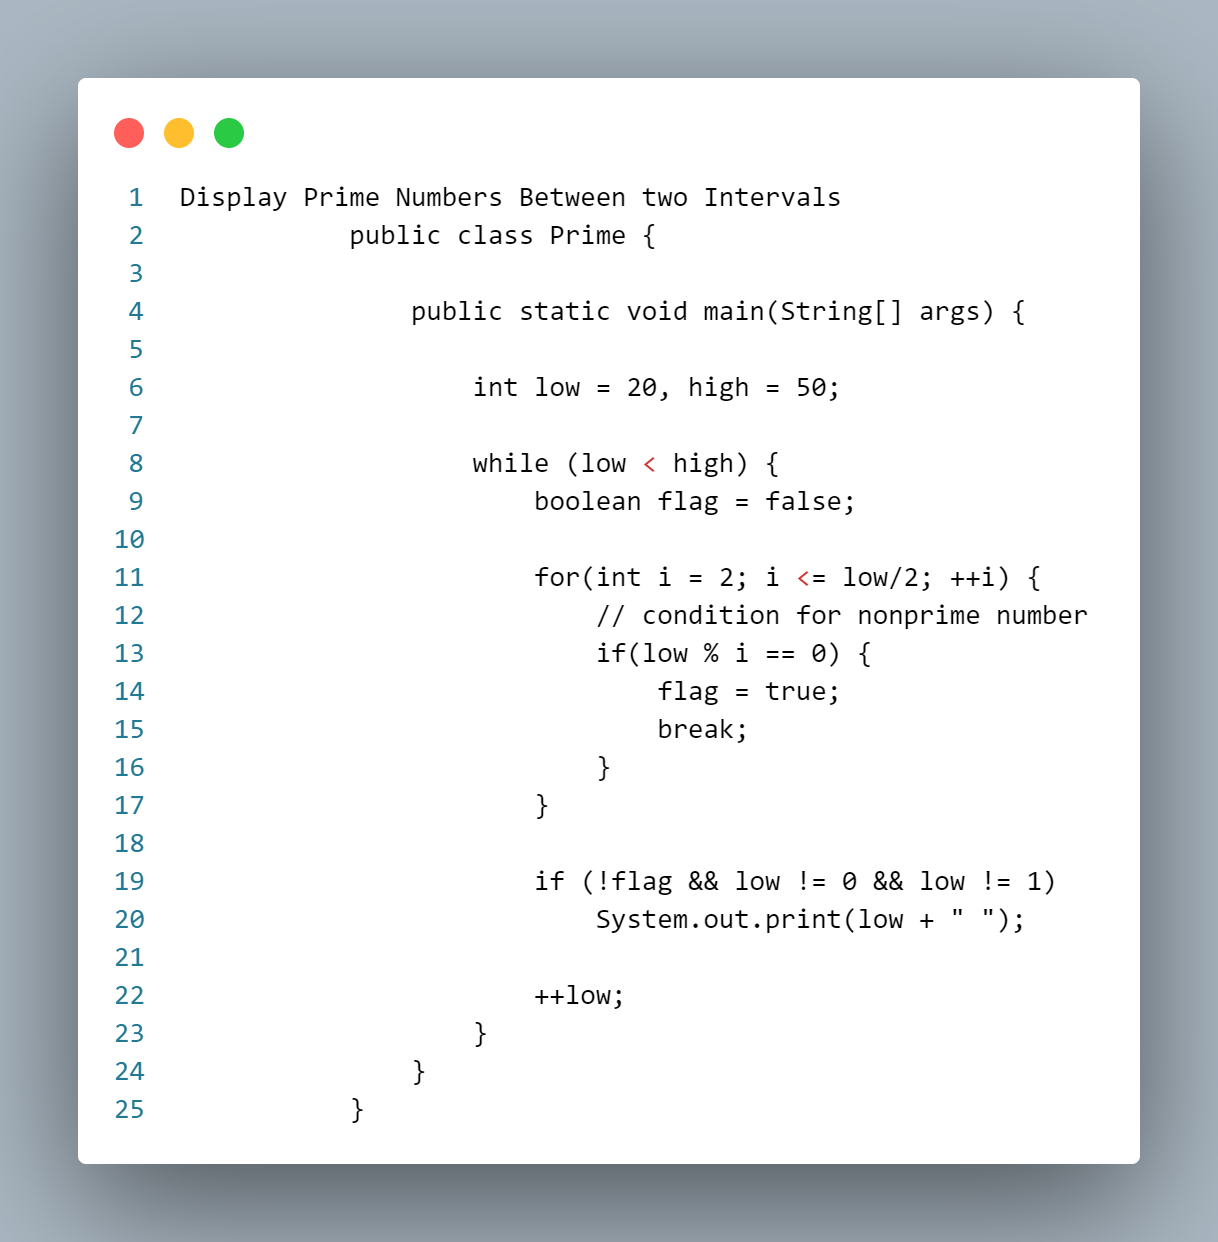 1 Display Prime Numbers Between two Intervals
2 public class Prime {
3
4 public static void main(String[] args) {
5
6 int low = 20, high = 50;
7
8 while (low < high) {
9 boolean flag = false;
10
11 for(int i = 2; i <= low/2; ++i) {
12 // condition for nonprime number
13 if(low % i == 0) {
14 flag = true;
15 break;
16 }
17 }
18
19 if (!flag && low != 0 && low != 1)
20 System.out.print(low + " ");
21
22 ++low;
23 }
24 }
25 }